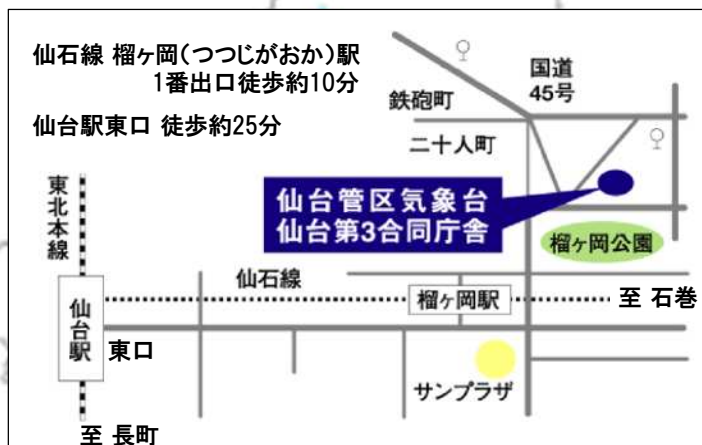 仙石線 榴ヶ岡(つつじがおか)駅
1番出口徒歩約10分
仙台駅東口 徒歩約25分
国道
45号
鉄砲町
二十人町
仙台管区気象台
仙台第3合同庁舎
榴ヶ岡公園
東北本線
仙石線
榴ヶ岡駅
至 石巻
仙台駅
東口
サンプラザ
至 長町